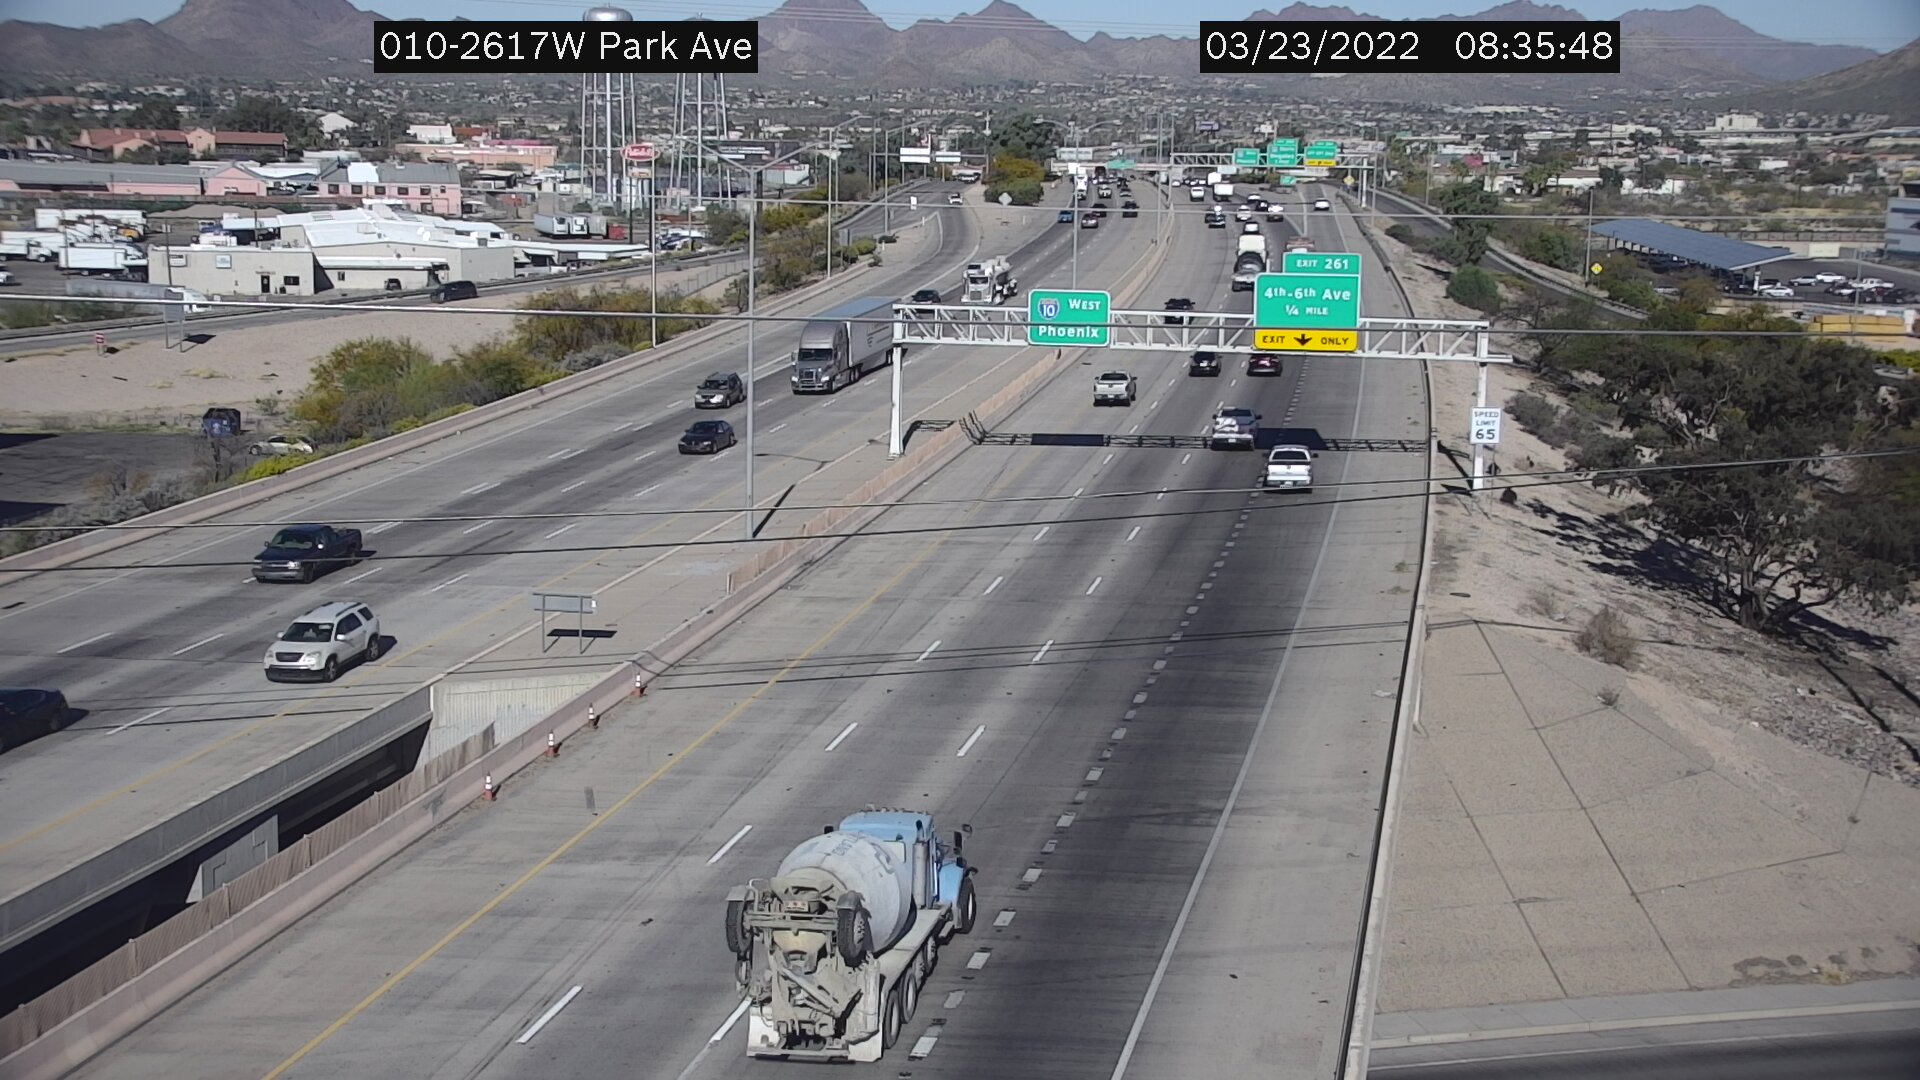 010-2617W Park Ave
03/23/2022 08:35:48
EXIT 261
4th-6th Ave
1/4 MILE
EXIT ONLY
10 WEST
Phoenix
SPEED
LIMIT
65